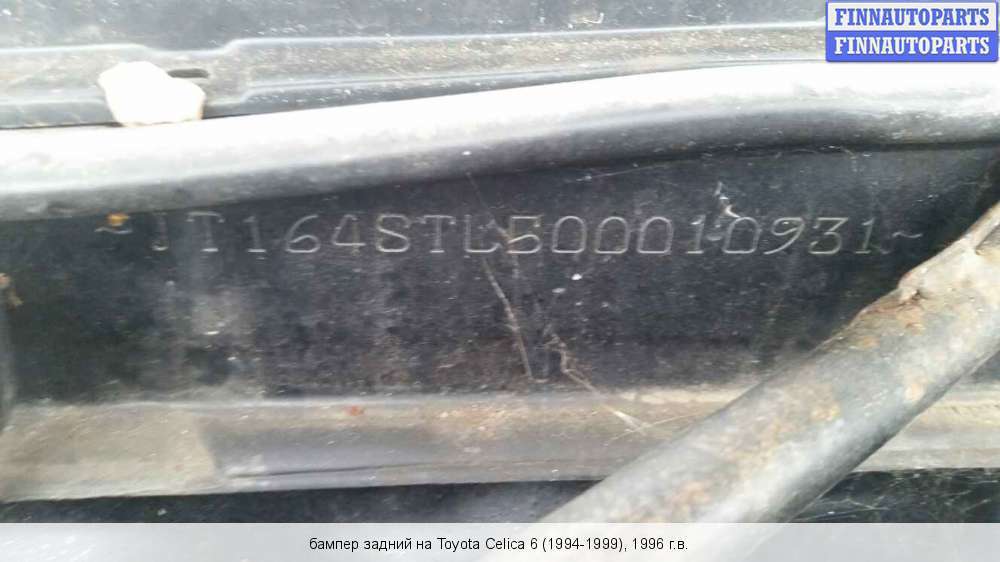 FINNAUTOPARTS
FINNAUTOPARTS
~JT164STL500010931~
бампер задний на Toyota Celica 6 (1994-1999), 1996 г.в.